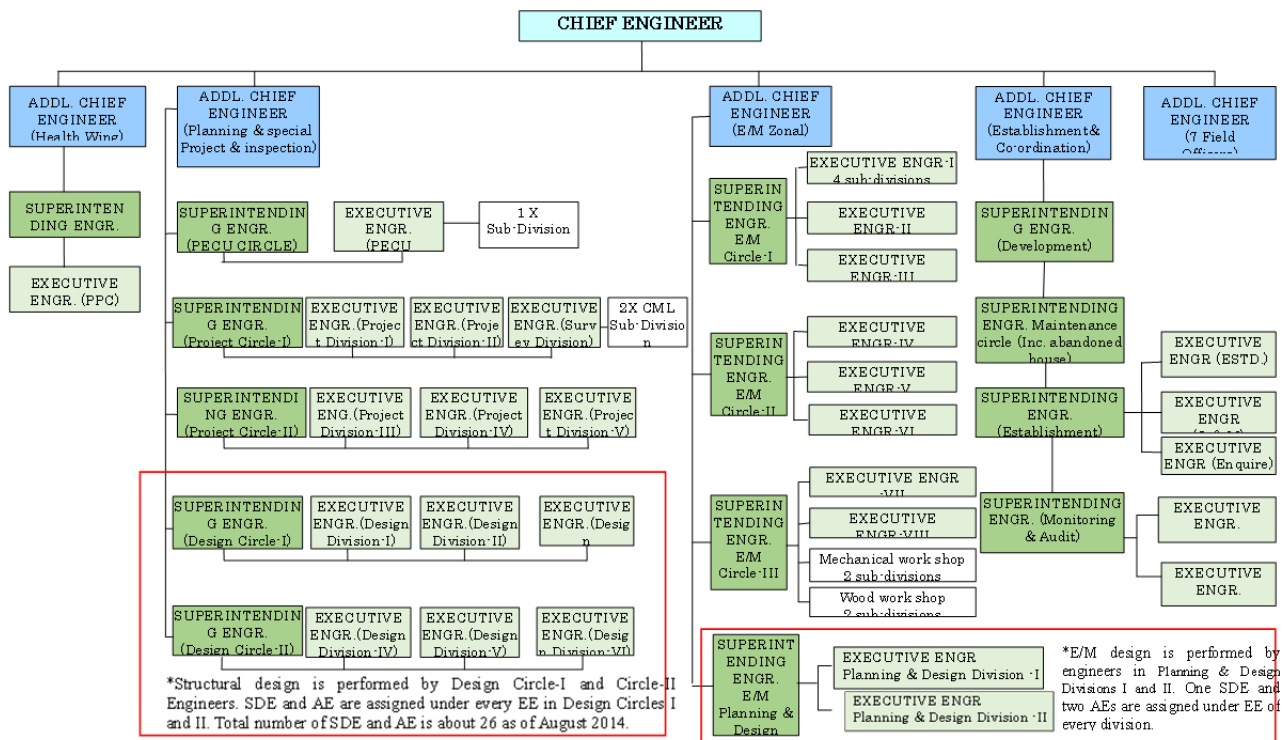 CHIEF ENGINEER
ADDL. CHIEF
ENGINEER
(Health Wing)
ADDL. CHIEF
ENGINEER
(Planning & special
Project & inspection)
ADDL. CHIEF
ENGINEER
(E/M Zonal)
ADDL. CHIEF
ENGINEER
(Establishment &
Co-ordination)
ADDL. CHIEF
ENGINEER
(7 Field
SUPERINTEN
DING ENGR.
EXECUTIVE
ENGR. (PPC)
SUPERINTENDIN
G ENGR.
(PECU CIRCLE)
EXECUTIVE
ENGR.
(PECU
1 X
Sub-Division
SUPERINTENDIN
G ENGR.
(Project Circle-I)
EXECUTIVE
ENGR.(Projec
t Division-I)
EXECUTIVE
ENGR.(Proje
ct Division-II)
EXECUTIVE
ENGR.(Surv
ey Division)
2X CML
Sub-Divisio
n
SUPERINTENDI
NG ENGR.
(Project Circle-II)
EXECUTIVE
ENG.(Project
Division-III)
EXECUTIVE
ENGR.(Project
Division-IV)
EXECUTIVE
ENGR.(Projec
t Division-V)
SUPERINTENDIN
G ENGR.
(Design Circle-I)
EXECUTIVE
ENGR.(Design
Division-I)
EXECUTIVE
ENGR.(Design
Division-II)
EXECUTIVE
ENGR.(Desig
n
SUPERINTENDIN
G ENGR.
(Design Circle-II)
EXECUTIVE
ENGR.(Design
Division-IV)
EXECUTIVE
ENGR.(Design
Division-V)
EXECUTIVE
ENGR.(Desig
n Division-VI)
*Structural design is performed by Design Circle-I and Circle-II
Engineers. SDE and AE are assigned under every EE in Design Circles I
and II. Total number of SDE and AE is about 26 as of August 2014.
SUPERIN
TENDING
ENGR.
E/M
Circle-I
EXECUTIVE ENGR-I
4 sub-divisions
EXECUTIVE
ENGR-II
EXECUTIVE
ENGR-III
SUPERIN
TENDING
ENGR.
E/M
Circle-II
EXECUTIVE
ENGR-IV
EXECUTIVE
ENGR-V
EXECUTIVE
ENGR-VI
SUPERIN
TENDING
ENGR.
E/M
Circle-III
EXECUTIVE ENGR
-VII
EXECUTIVE
ENGR-VIII
Mechanical work shop
2 sub-divisions
Wood work shop
2 sub-divisions
SUPERINT
ENDING
ENGR.
E/M
Planning &
Design
EXECUTIVE ENGR
Planning & Design Division -I
EXECUTIVE ENGR
Planning & Design Division -II
*E/M design is performed by
engineers in Planning & Design
Divisions I and II. One SDE and
two AEs are assigned under EE of
every division.
SUPERINTENDIN
G ENGR.
(Development)
SUPERINTENDING
ENGR. Maintenance
circle (Inc. abandoned
house)
SUPERINTENDING
ENGR.
(Establishment)
EXECUTIVE
ENGR (ESTD.)
EXECUTIVE
ENGR
EXECUTIVE
ENGR (Enquire)
SUPERINTENDING
ENGR. (Monitoring
& Audit)
EXECUTIVE
ENGR.
EXECUTIVE
ENGR.